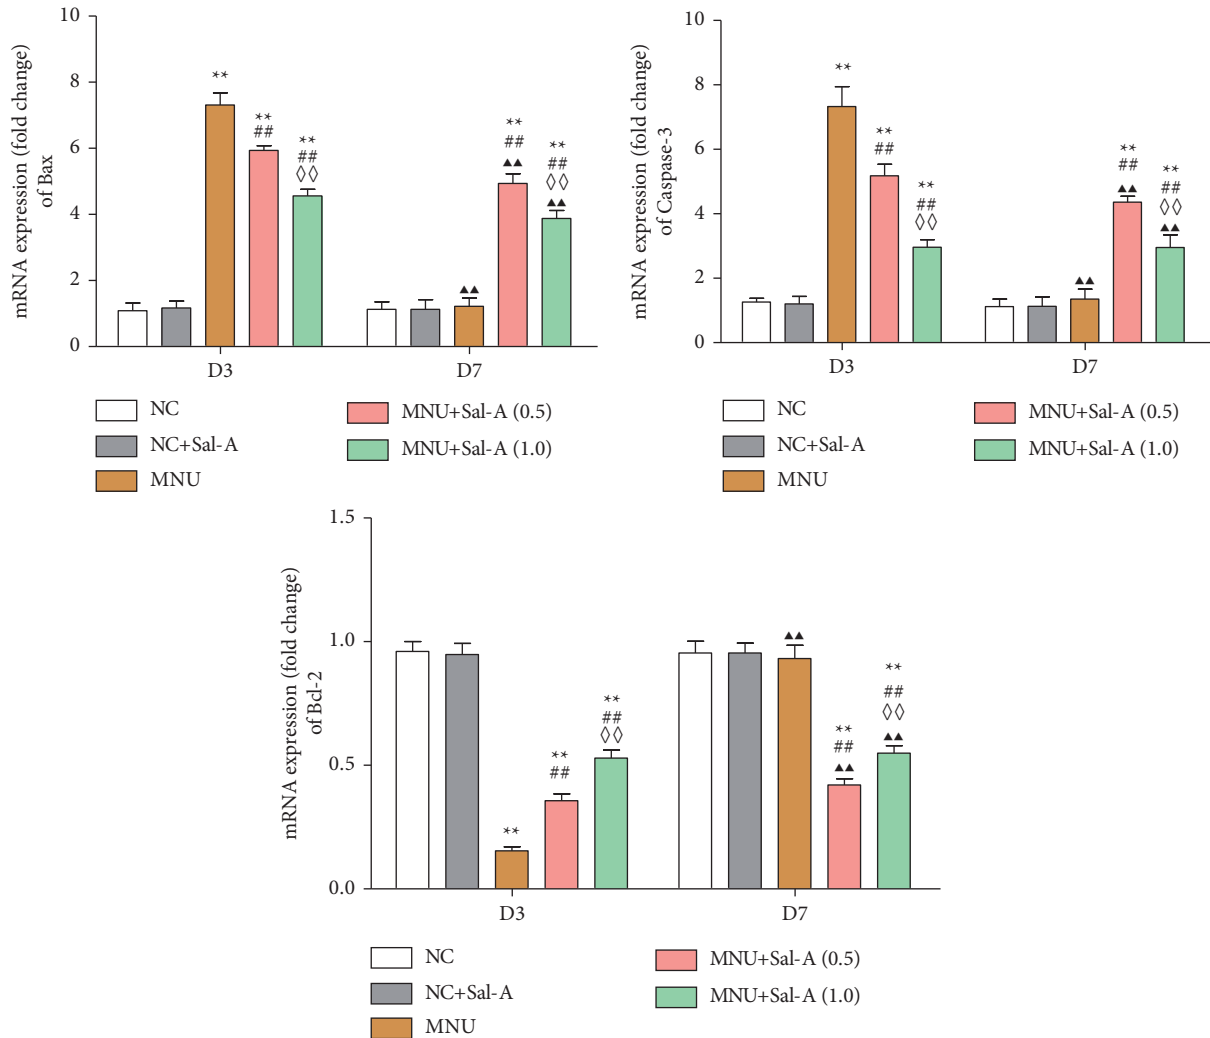 mRNA expression (fold change)
of Bax
10
8
6
4
2
0
**
**
##
**
##
◊◊
▲▲
**
##
▲▲
**
##
◊◊
▲▲
D3
D7
NC
NC+Sal-A
MNU
MNU+Sal-A (0.5)
MNU+Sal-A (1.0)
mRNA expression (fold change)
of Caspase-3
10
8
6
4
2
0
**
**
##
**
##
◊◊
▲▲
**
##
▲▲
**
##
◊◊
▲▲
D3
D7
NC
NC+Sal-A
MNU
MNU+Sal-A (0.5)
MNU+Sal-A (1.0)
mRNA expression (fold change)
of Bcl-2
1.5
1.0
0.5
0.0
**
**
##
**
##
◊◊
▲▲
**
##
▲▲
**
##
◊◊
▲▲
D3
D7
NC
NC+Sal-A
MNU
MNU+Sal-A (0.5)
MNU+Sal-A (1.0)